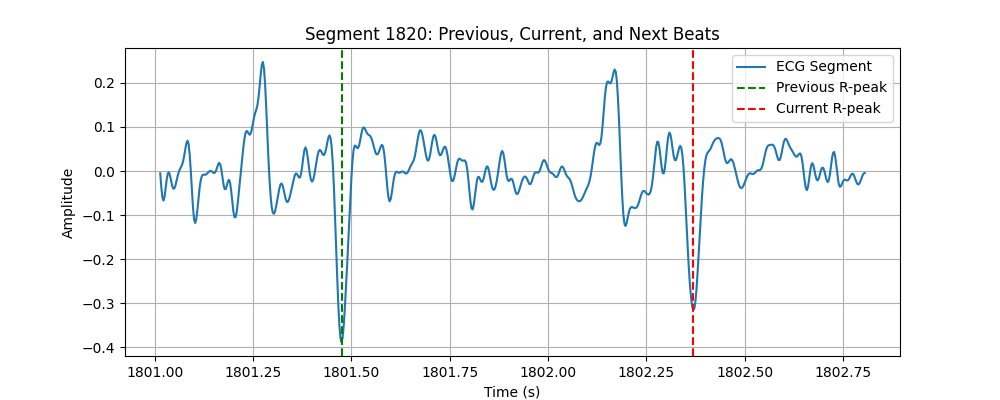 Segment 1820: Previous, Current, and Next Beats
ECG Segment
Previous R-peak
Current R-peak
Amplitude
0.2
0.1
0.0
−0.1
−0.2
−0.3
−0.4
1801.00 1801.25 1801.50 1801.75 1802.00 1802.25 1802.50 1802.75
Time (s)